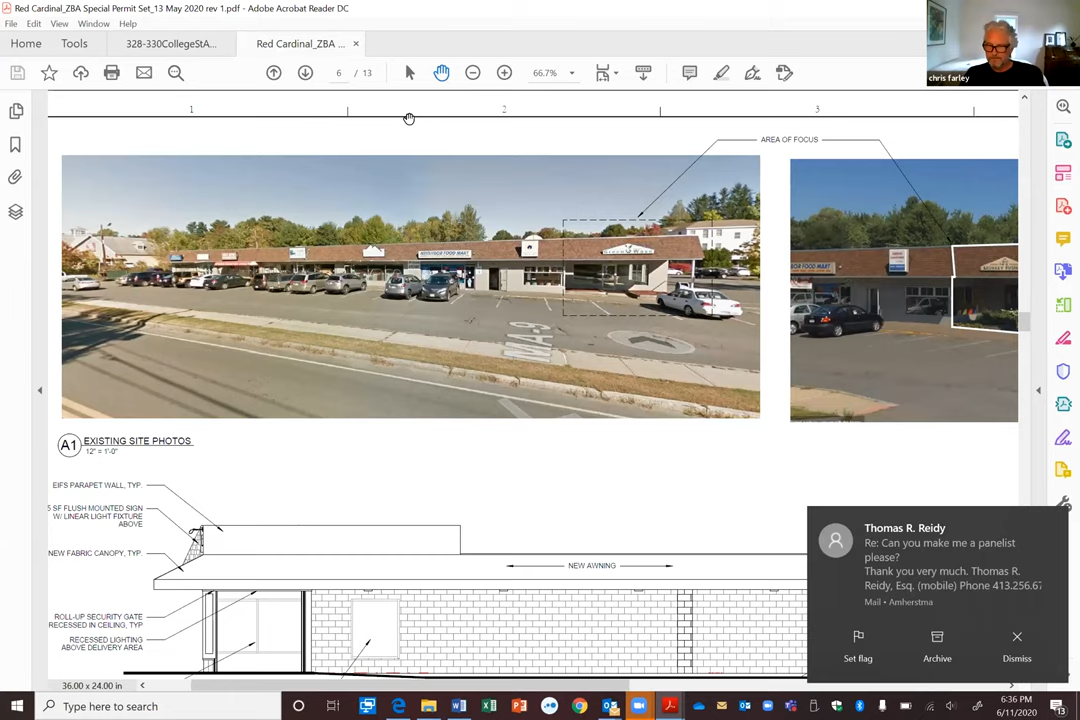 Red Cardinal_ZBA Special Permit Set_13 May 2020 rev 1.pdf - Adobe Acrobat Reader DC
File Edit View Window Help
Home Tools 328-330CollegeStA... Red Cardinal_ZBA ... ×
6 / 13 66.7%
chris farley
1 2 3
AREA OF FOCUS
FOOD MART
MA-9
A1 EXISTING SITE PHOTOS
12" = 1'-0"
EIFS PARAPET WALL, TYP.
5 SF FLUSH MOUNTED SIGN
W/ LINEAR LIGHT FIXTURE
ABOVE
NEW FABRIC CANOPY, TYP.
NEW AWNING
ROLL-UP SECURITY GATE
RECESSED IN CEILING, TYP
RECESSED LIGHTING
ABOVE DELIVERY AREA
36.00 x 24.00 in
Thomas R. Reidy
Re: Can you make me a panelist
please?
Thank you very much. Thomas R.
Reidy, Esq. (mobile) Phone 413.256.67
Mail • Amherstma
Set flag Archive Dismiss
Type here to search
6:36 PM
6/11/2020
13